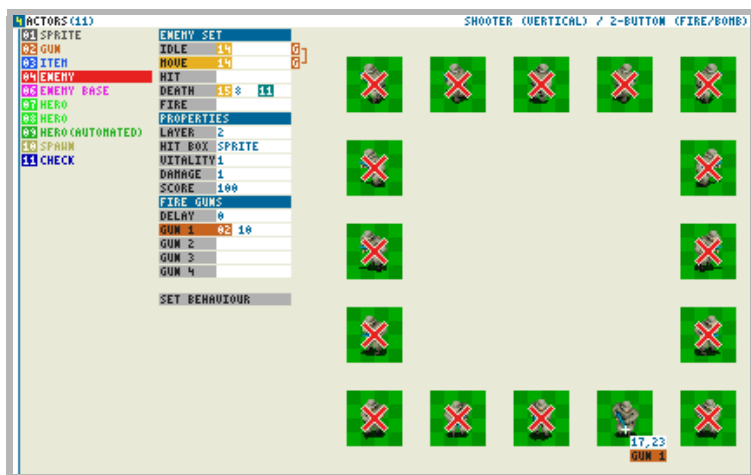 4 ACTORS(11)
SHOOTER (VERTICAL) / 2-BUTTON (FIRE/BOMB)
01 SPRITE
02 GUN
03 ITEM
04 ENEMY
06 ENEMY BASE
07 HERO
08 HERO
09 HERO(AUTOMATED)
10 SPAWN
11 CHECK
ENEMY SET
IDLE 14 G
MOVE 14 G
HIT
DEATH 15 8 11
FIRE
PROPERTIES
LAYER 2
HIT BOX SPRITE
VITALITY 1
DAMAGE 1
SCORE 100
FIRE GUNS
DELAY 0
GUN 1 02 10
GUN 2
GUN 3
GUN 4
SET BEHAVIOUR
17,23
GUN 1